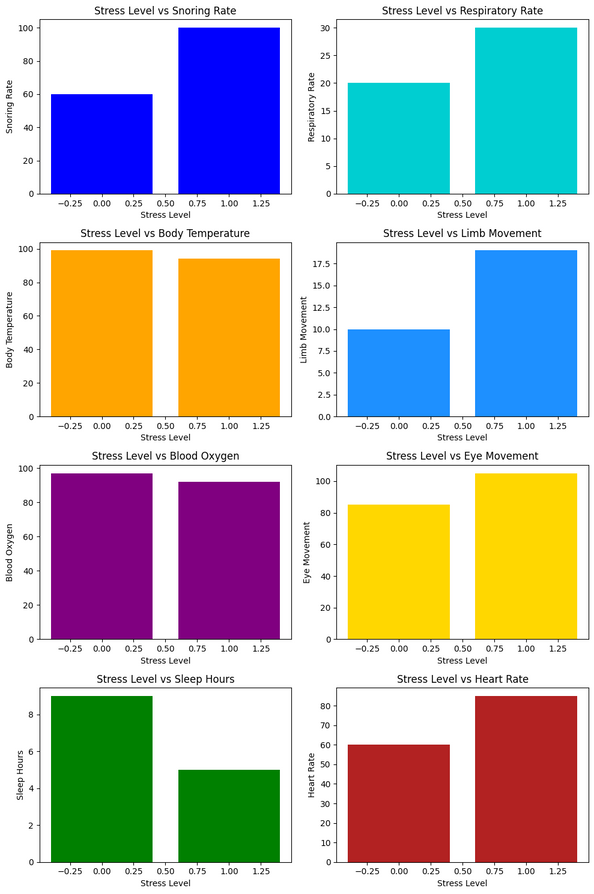 Stress Level vs Snoring Rate
100
80
60
40
20
0
Snoring Rate
−0.25 0.00 0.25 0.50 0.75 1.00 1.25
Stress Level
Stress Level vs Respiratory Rate
30
25
20
15
10
5
0
Respiratory Rate
−0.25 0.00 0.25 0.50 0.75 1.00 1.25
Stress Level
Stress Level vs Body Temperature
100
80
60
40
20
0
Body Temperature
−0.25 0.00 0.25 0.50 0.75 1.00 1.25
Stress Level
Stress Level vs Limb Movement
17.5
15.0
12.5
10.0
7.5
5.0
2.5
0.0
Limb Movement
−0.25 0.00 0.25 0.50 0.75 1.00 1.25
Stress Level
Stress Level vs Blood Oxygen
100
80
60
40
20
0
Blood Oxygen
−0.25 0.00 0.25 0.50 0.75 1.00 1.25
Stress Level
Stress Level vs Eye Movement
100
80
60
40
20
0
Eye Movement
−0.25 0.00 0.25 0.50 0.75 1.00 1.25
Stress Level
Stress Level vs Sleep Hours
8
6
4
2
0
Sleep Hours
−0.25 0.00 0.25 0.50 0.75 1.00 1.25
Stress Level
Stress Level vs Heart Rate
80
70
60
50
40
30
20
10
0
Heart Rate
−0.25 0.00 0.25 0.50 0.75 1.00 1.25
Stress Level